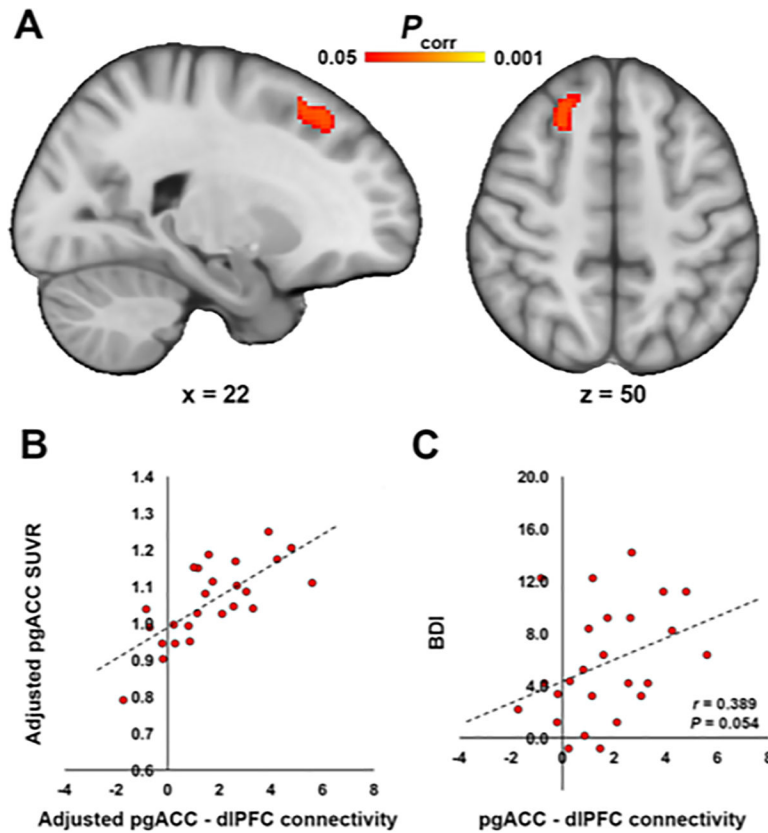 A
P corr
0.05 0.001
x = 22 z = 50
B C
1.4
1.3
1.2
1.1
1.0
0.9
0.8
0.7
0.6
Adjusted pgACC SUVR
-4 -2 0 2 4 6 8
Adjusted pgACC - dlPFC connectivity
20.0
16.0
12.0
8.0
4.0
0.0
BDI
r = 0.389
P = 0.054
-4 -2 0 2 4 6 8
pgACC - dlPFC connectivity